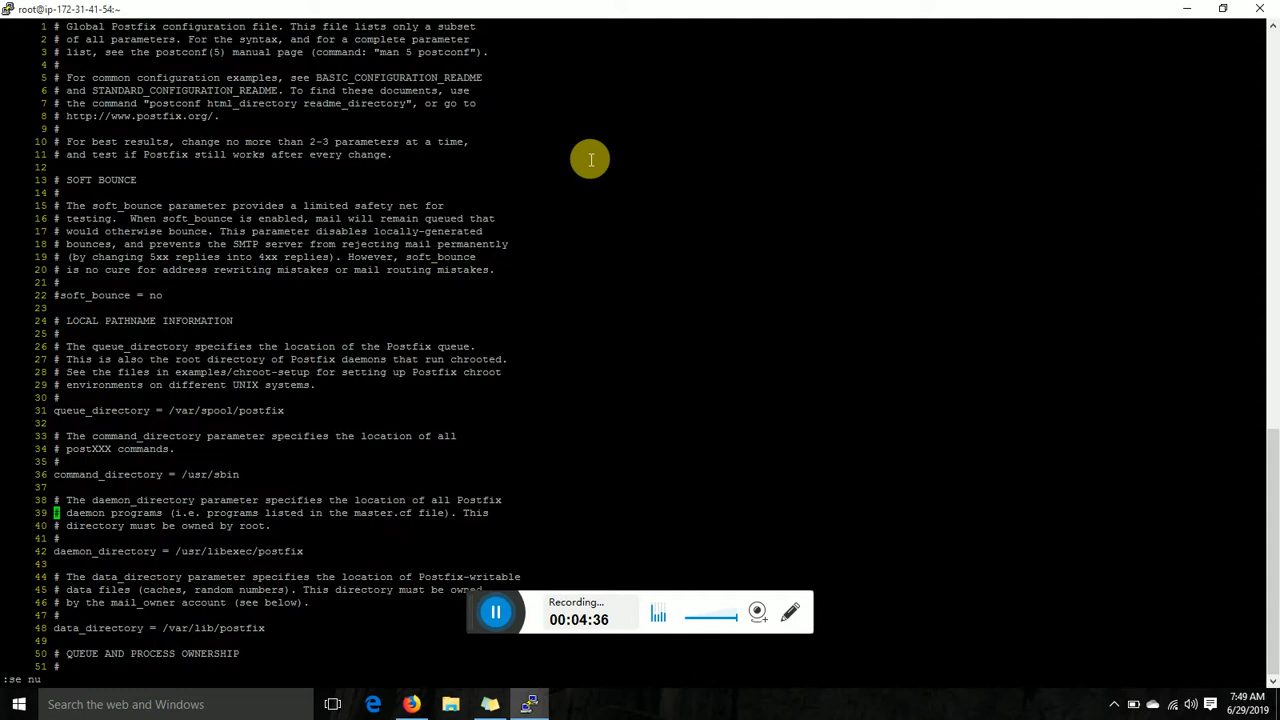 root@ip-172-31-41-54:~
1 # Global Postfix configuration file. This file lists only a subset
2 # of all parameters. For the syntax, and for a complete parameter
3 # list, see the postconf(5) manual page (command: "man 5 postconf").
4 #
5 # For common configuration examples, see BASIC_CONFIGURATION_README
6 # and STANDARD_CONFIGURATION_README. To find these documents, use
7 # the command "postconf html_directory readme_directory", or go to
8 # http://www.postfix.org/.
9 #
10 # For best results, change no more than 2-3 parameters at a time,
11 # and test if Postfix still works after every change.
12
13 # SOFT BOUNCE
14 #
15 # The soft_bounce parameter provides a limited safety net for
16 # testing.  When soft_bounce is enabled, mail will remain queued that
17 # would otherwise bounce. This parameter disables locally-generated
18 # bounces, and prevents the SMTP server from rejecting mail permanently
19 # (by changing 5xx replies into 4xx replies). However, soft_bounce
20 # is no cure for address rewriting mistakes or mail routing mistakes.
21 #
22 #soft_bounce = no
23
24 # LOCAL PATHNAME INFORMATION
25 #
26 # The queue_directory specifies the location of the Postfix queue.
27 # This is also the root directory of Postfix daemons that run chrooted.
28 # See the files in examples/chroot-setup for setting up Postfix chroot
29 # environments on different UNIX systems.
30 #
31 queue_directory = /var/spool/postfix
32
33 # The command_directory parameter specifies the location of all
34 # postXXX commands.
35 #
36 command_directory = /usr/sbin
37
38 # The daemon_directory parameter specifies the location of all Postfix
39 # daemon programs (i.e. programs listed in the master.cf file). This
40 # directory must be owned by root.
41 #
42 daemon_directory = /usr/libexec/postfix
43
44 # The data_directory parameter specifies the location of Postfix-writable
45 # data files (caches, random numbers). This directory must be owned
46 # by the mail_owner account (see below).
47 #
48 data_directory = /var/lib/postfix
49
50 # QUEUE AND PROCESS OWNERSHIP
51 #
:se nu
Recording...
00:04:36
Search the web and Windows
7:49 AM
6/29/2019